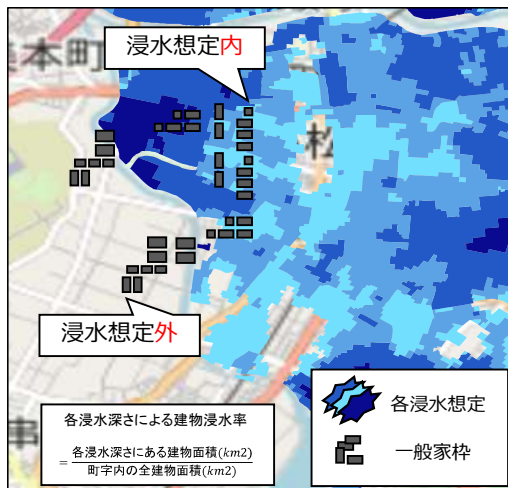 浸水想定内
本町
松
浸水想定外
各浸水深さによる建物浸水率
=各浸水深さにある建物面積(km2)
町字内の全建物面積(km2)
各浸水想定
一般家枠
串